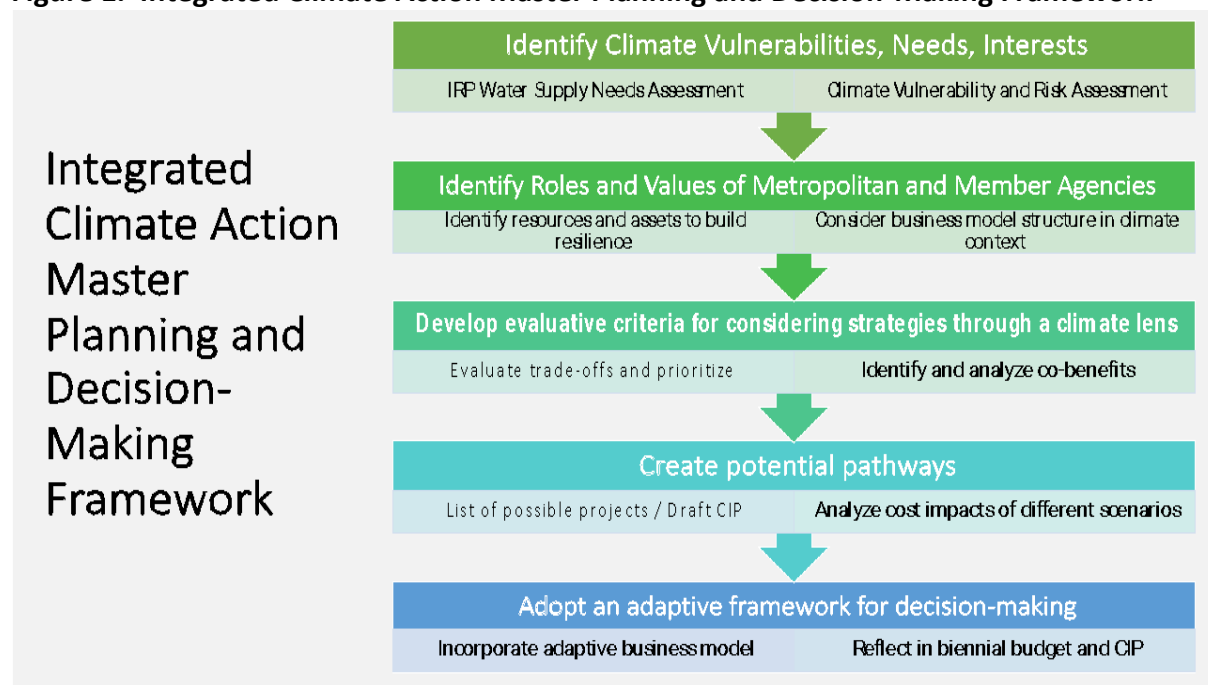 Integrated
Climate Action
Master
Planning and
Decision-
Making
Framework
Identify Climate Vulnerabilities, Needs, Interests
IRP Water Supply Needs Assessment
Climate Vulnerability and Risk Assessment
Identify Roles and Values of Metropolitan and Member Agencies
Identify resources and assets to build
resilience
Consider business model structure in climate
context
Develop evaluative criteria for considering strategies through a climate lens
Evaluate trade-offs and prioritize
Identify and analyze co-benefits
Create potential pathways
List of possible projects / Draft CIP
Analyze cost impacts of different scenarios
Adopt an adaptive framework for decision-making
Incorporate adaptive business model
Reflect in biennial budget and CIP